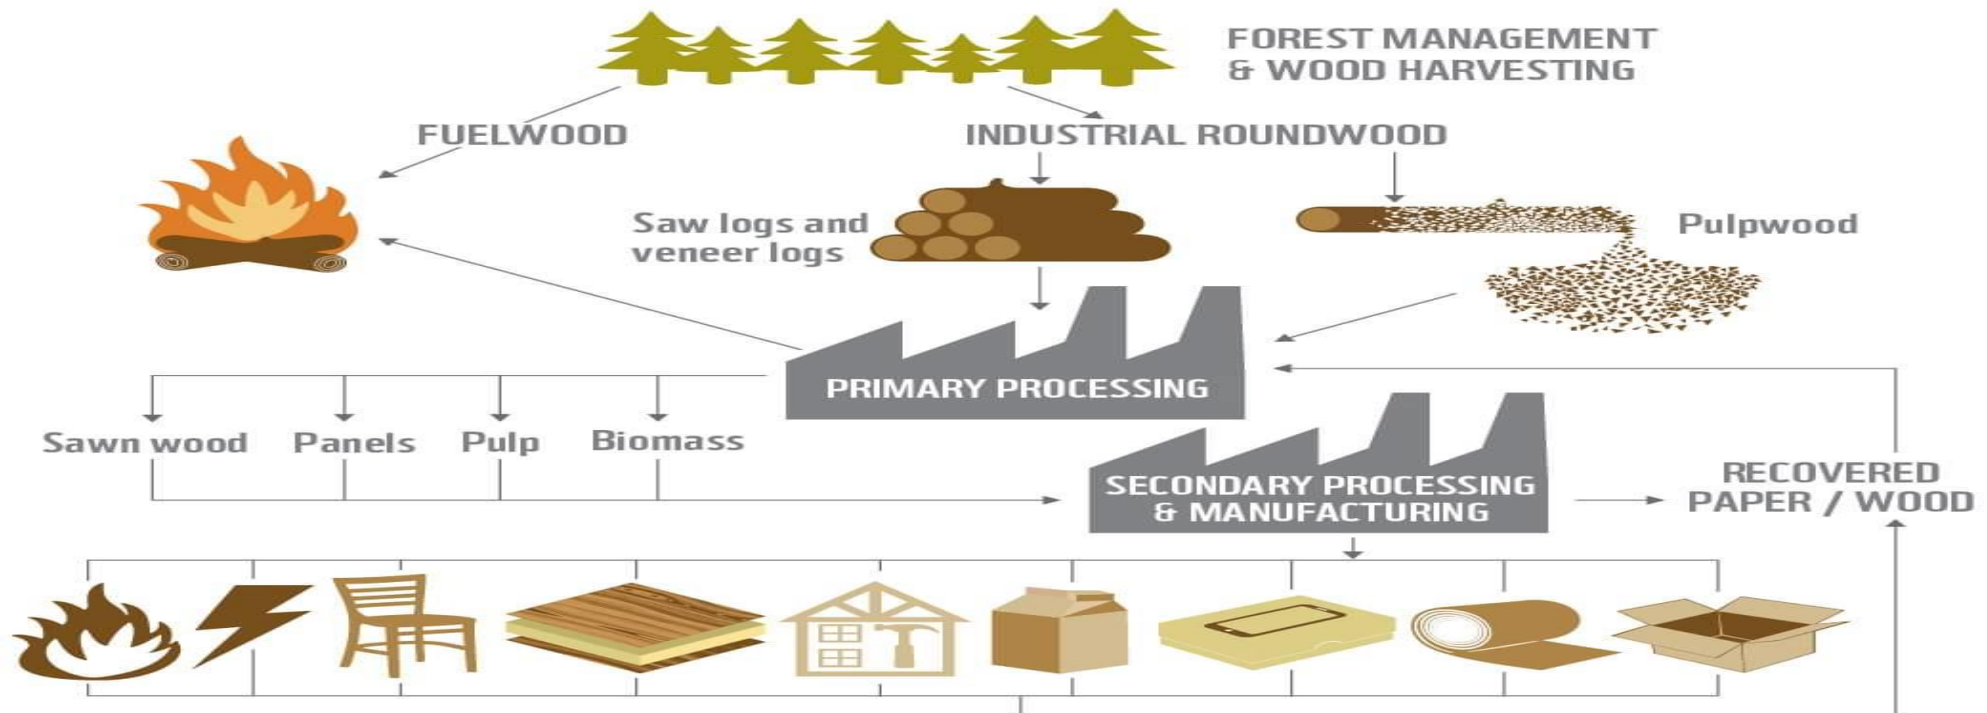 FOREST MANAGEMENT
& WOOD HARVESTING
FUELWOOD
INDUSTRIAL ROUNDWOOD
Saw logs and
veneer logs
Pulpwood
PRIMARY PROCESSING
Sawn wood
Panels
Pulp
Biomass
SECONDARY PROCESSING
& MANUFACTURING
RECOVERED
PAPER / WOOD